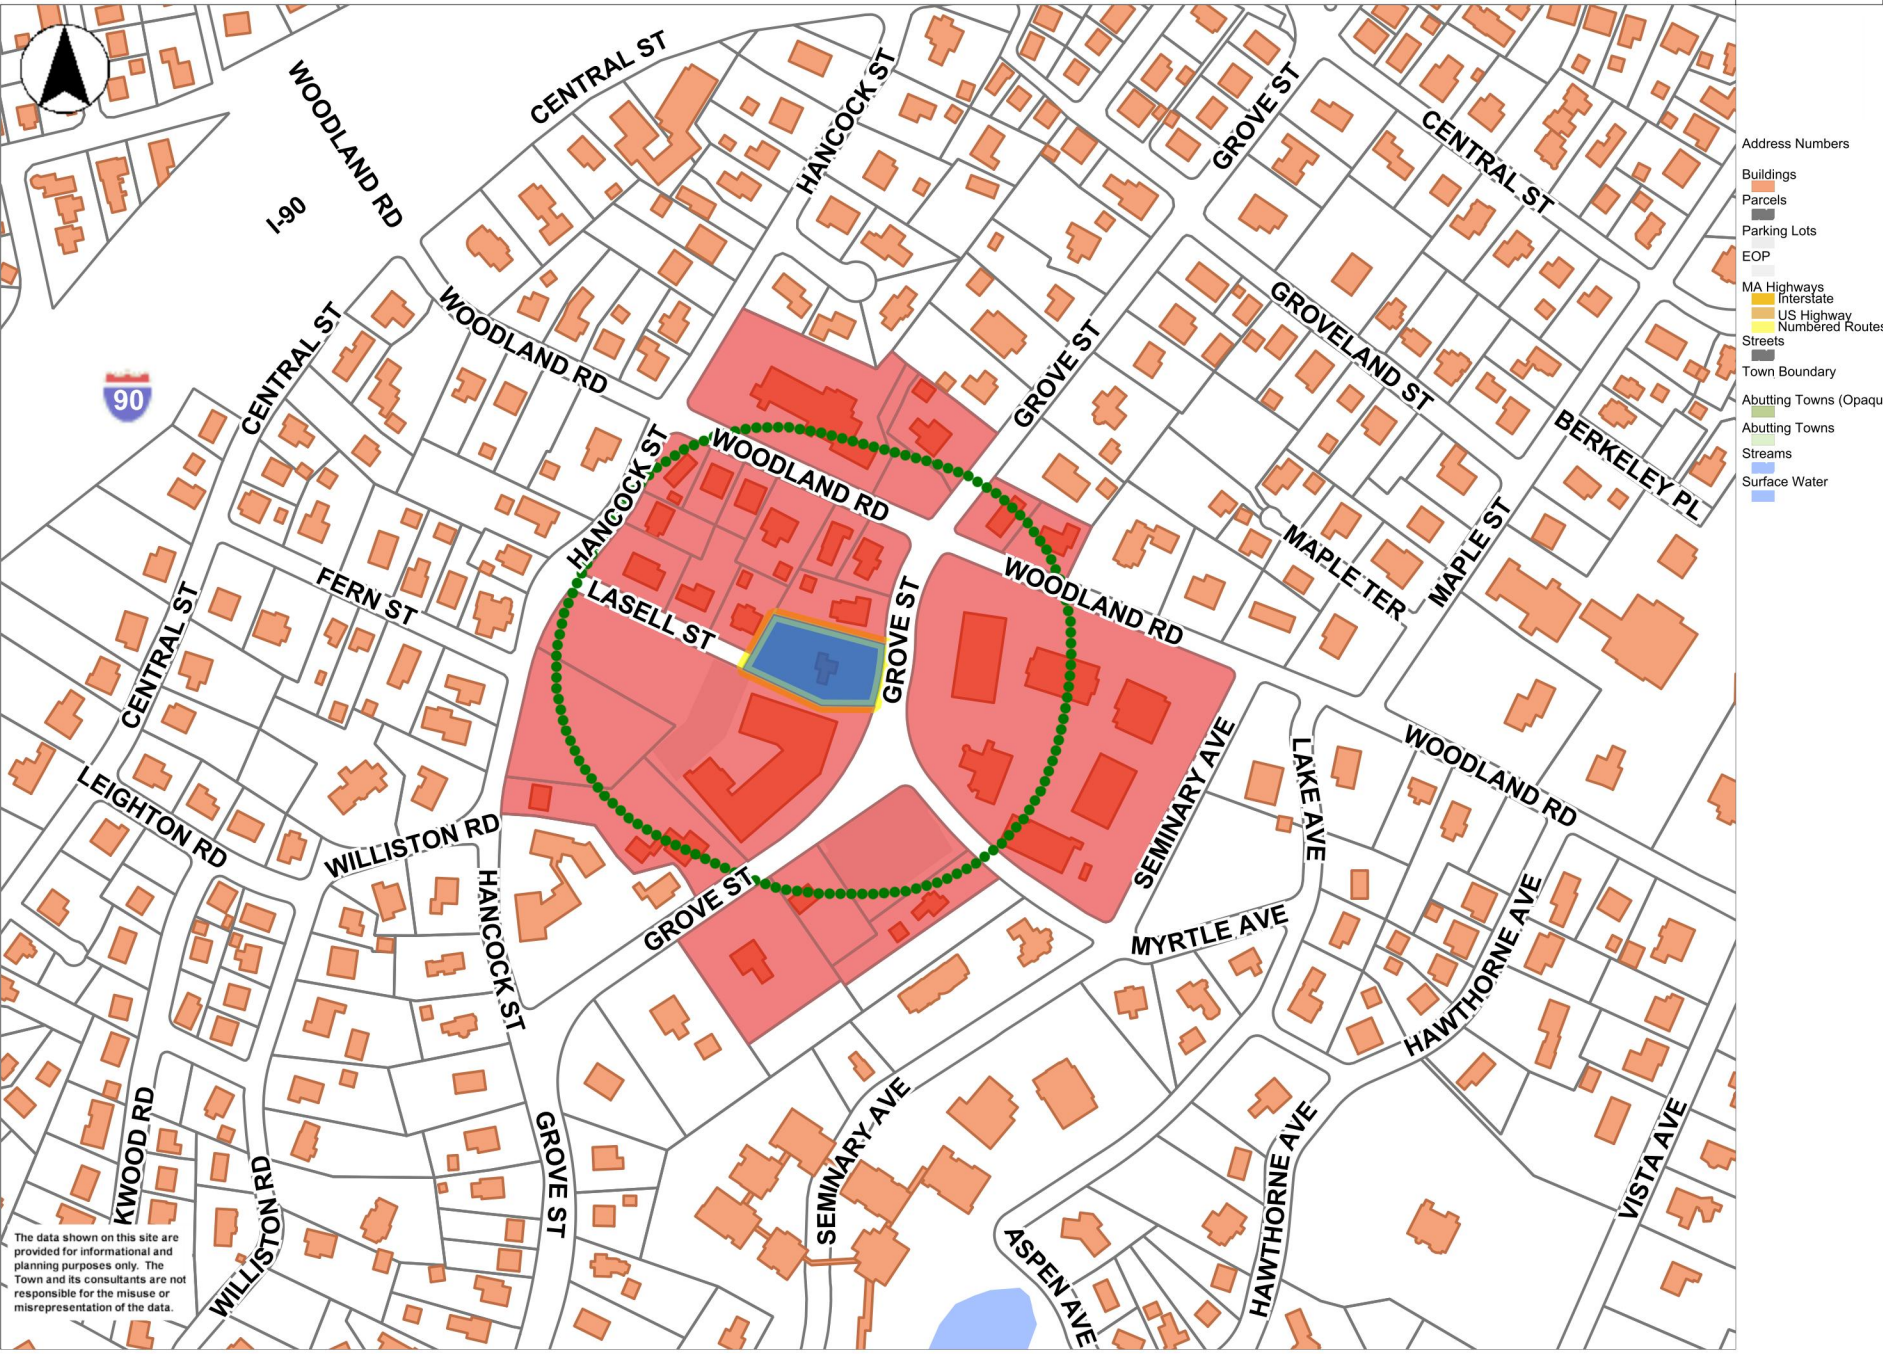 WOODLAND RD
CENTRAL ST
HANCOCK ST
GROVE ST
CENTRAL ST
I-90
90
CENTRAL ST
WOODLAND RD
GROVELAND ST
GROVE ST
BERKELEY PL
HANCOCK ST
WOODLAND RD
MAPLE ST
MAPLE TER
FERN ST
LASELL ST
GROVE ST
WOODLAND RD
CENTRAL ST
LEIGHTON RD
WILLISTON RD
SEMINARY AVE
LAKE AVE
WOODLAND RD
HANCOCK ST
GROVE ST
MYRTLE AVE
HAWTHORNE AVE
KWOOD RD
WILLISTON RD
GROVE ST
SEMINARY AVE
ASPEN AVE
HAWTHORNE AVE
VISTA AVE
The data shown on this site are
provided for informational and
planning purposes only. The
Town and its consultants are not
responsible for the misuse or
misrepresentation of the data.
Address Numbers
Buildings
Parcels
Parking Lots
EOP
MA Highways
Interstate
US Highway
Numbered Routes
Streets
Town Boundary
Abutting Towns (Opaqu
Abutting Towns
Streams
Surface Water